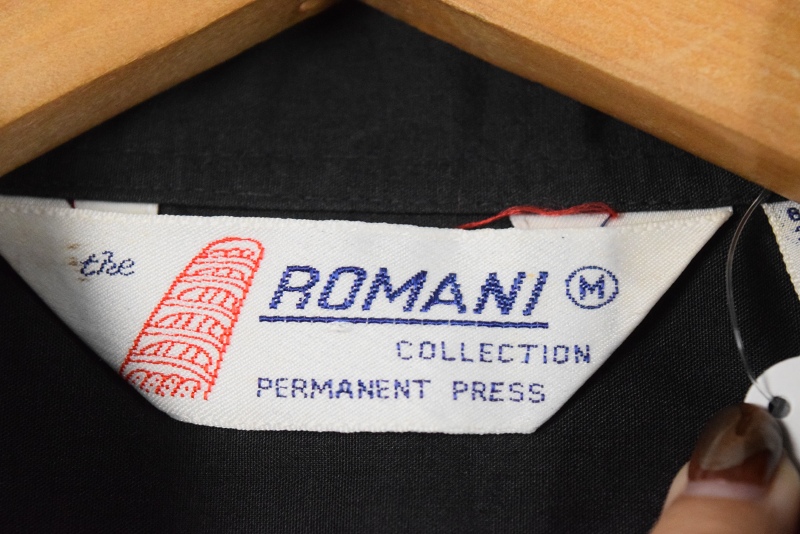 the
ROMANI M
COLLECTION
PERMANENT PRESS